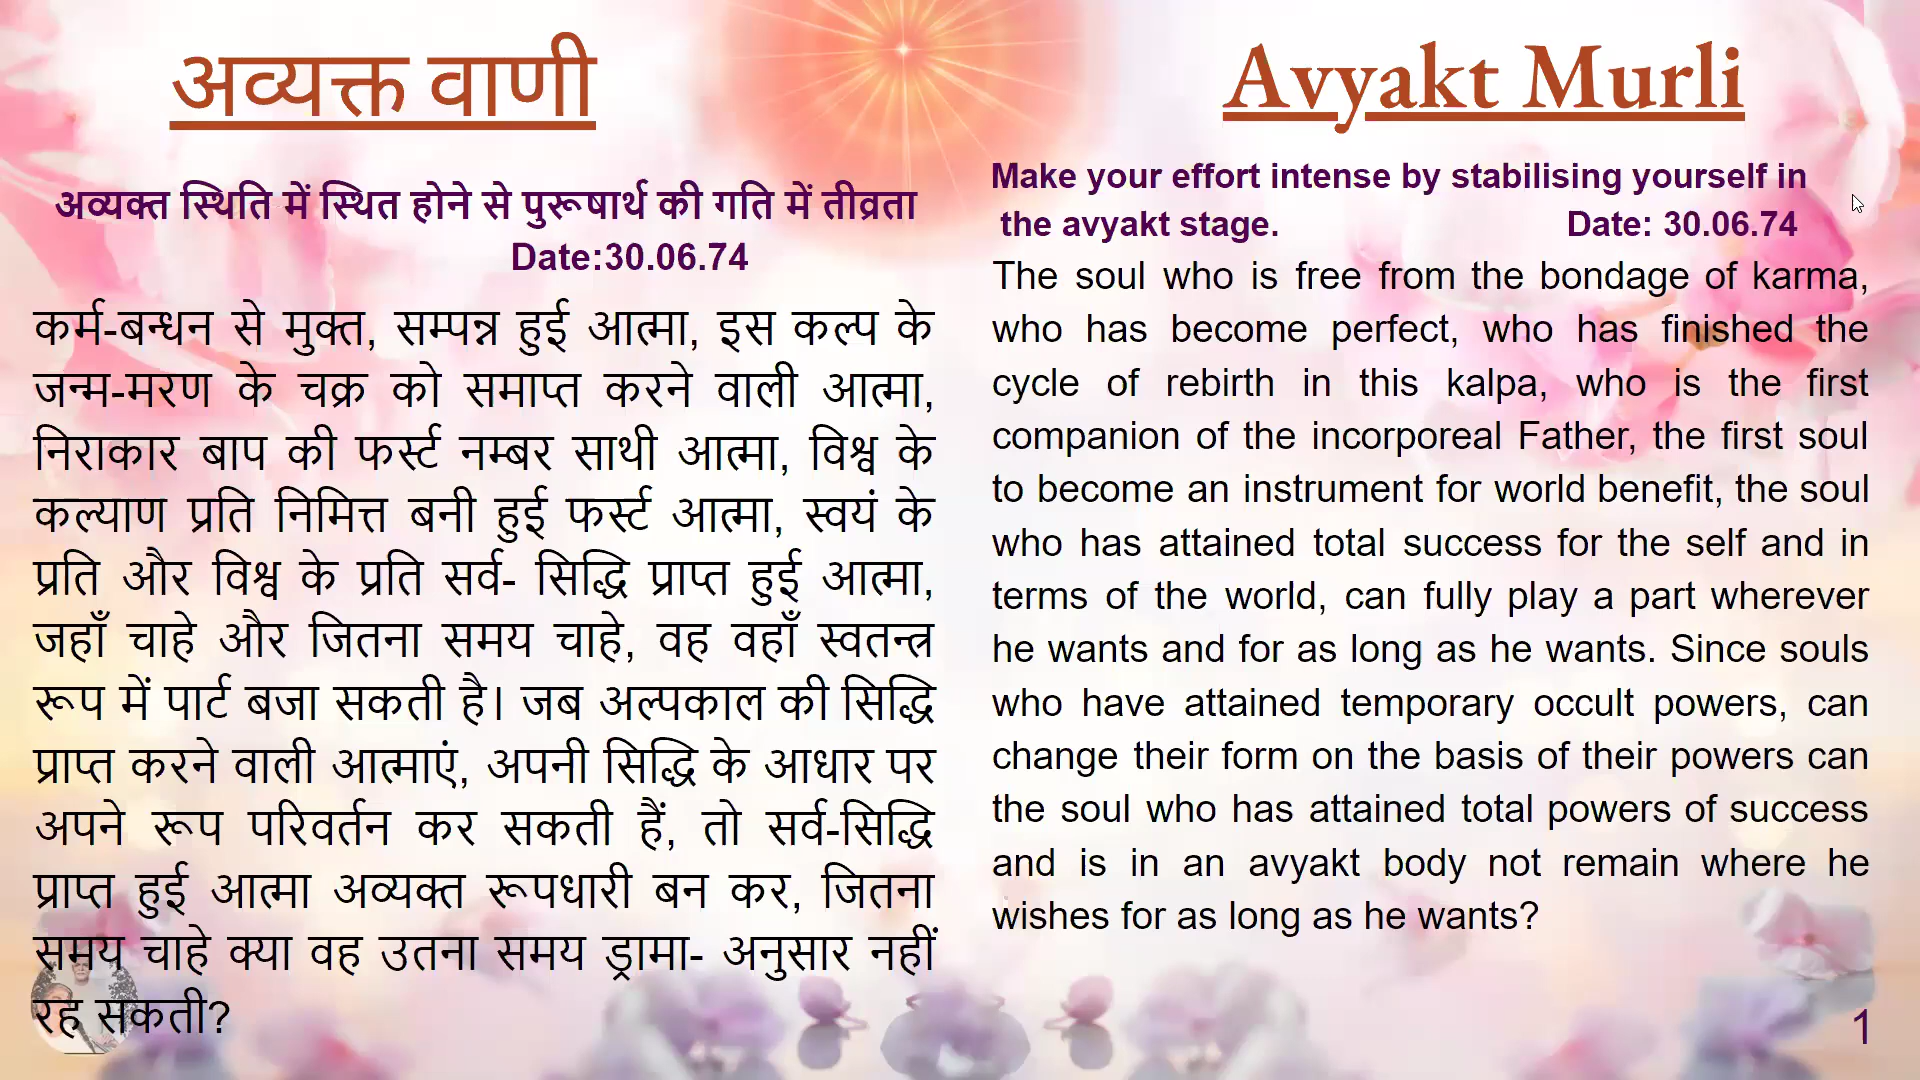 अव्यक्त वाणी
अव्यक्त स्थिति में स्थित होने से पुरूषार्थ की गति में तीव्रता
Date:30.06.74
कर्म-बन्धन से मुक्त, सम्पन्न हुई आत्मा, इस कल्प के
जन्म-मरण के चक्र को समाप्त करने वाली आत्मा,
निराकार बाप की फर्स्ट नम्बर साथी आत्मा, विश्व के
कल्याण प्रति निमित्त बनी हुई फर्स्ट आत्मा, स्वयं के
प्रति और विश्व के प्रति सर्व- सिद्धि प्राप्त हुई आत्मा,
जहाँ चाहे और जितना समय चाहे, वह वहाँ स्वतन्त्र
रूप में पार्ट बजा सकती है। जब अल्पकाल की सिद्धि
प्राप्त करने वाली आत्माएं, अपनी सिद्धि के आधार पर
अपने रूप परिवर्तन कर सकती हैं, तो सर्व-सिद्धि
प्राप्त हुई आत्मा अव्यक्त रूपधारी बन कर, जितना
समय चाहे क्या वह उतना समय ड्रामा- अनुसार नहीं
रह सकती?
Avyakt Murli
Make your effort intense by stabilising yourself in
the avyakt stage. Date: 30.06.74
The soul who is free from the bondage of karma,
who has become perfect, who has finished the
cycle of rebirth in this kalpa, who is the first
companion of the incorporeal Father, the first soul
to become an instrument for world benefit, the soul
who has attained total success for the self and in
terms of the world, can fully play a part wherever
he wants and for as long as he wants. Since souls
who have attained temporary occult powers, can
change their form on the basis of their powers can
the soul who has attained total powers of success
and is in an avyakt body not remain where he
wishes for as long as he wants?
1